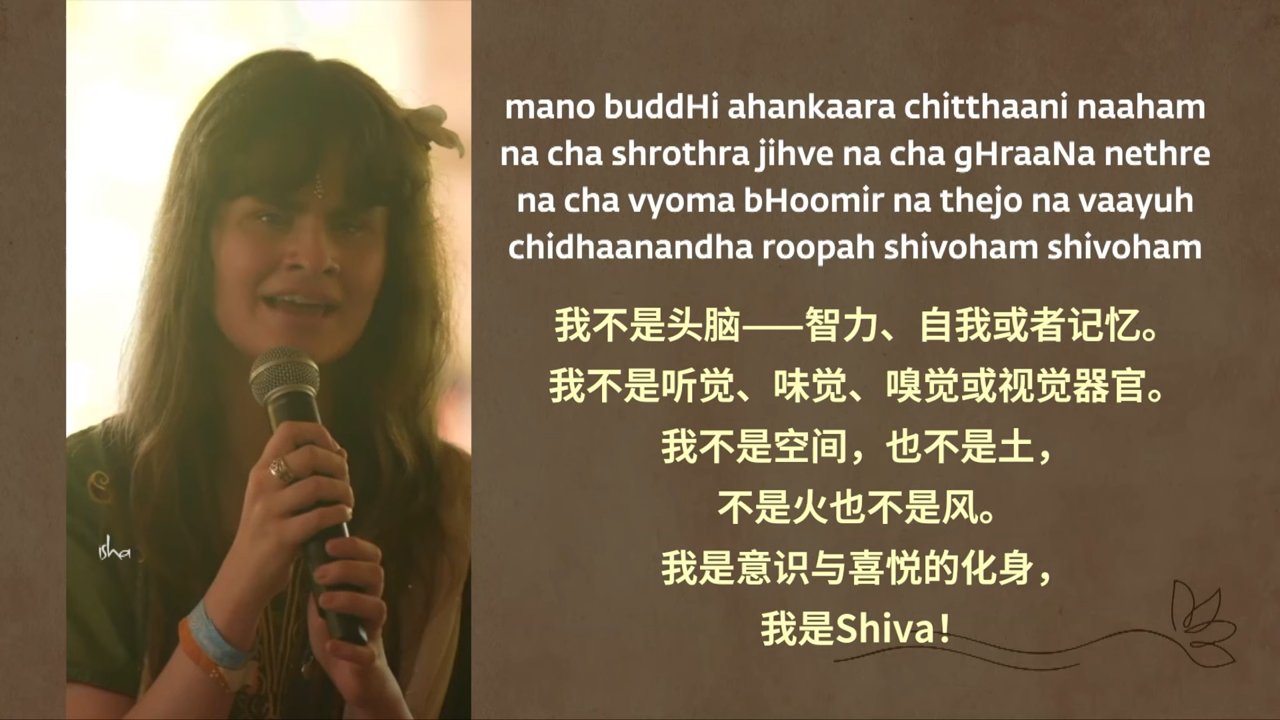 mano buddHi ahankaara chitthaani naaham
na cha shrothra jihve na cha gHraaNa nethre
na cha vyoma bHoomir na thejo na vaayuh
chidhaanandha roopah shivoham shivoham
我不是头脑——智力、自我或者记忆。
我不是听觉、味觉、嗅觉或视觉器官。
我不是空间，也不是土，
不是火也不是风。
我是意识与喜悦的化身，
我是Shiva！
isha